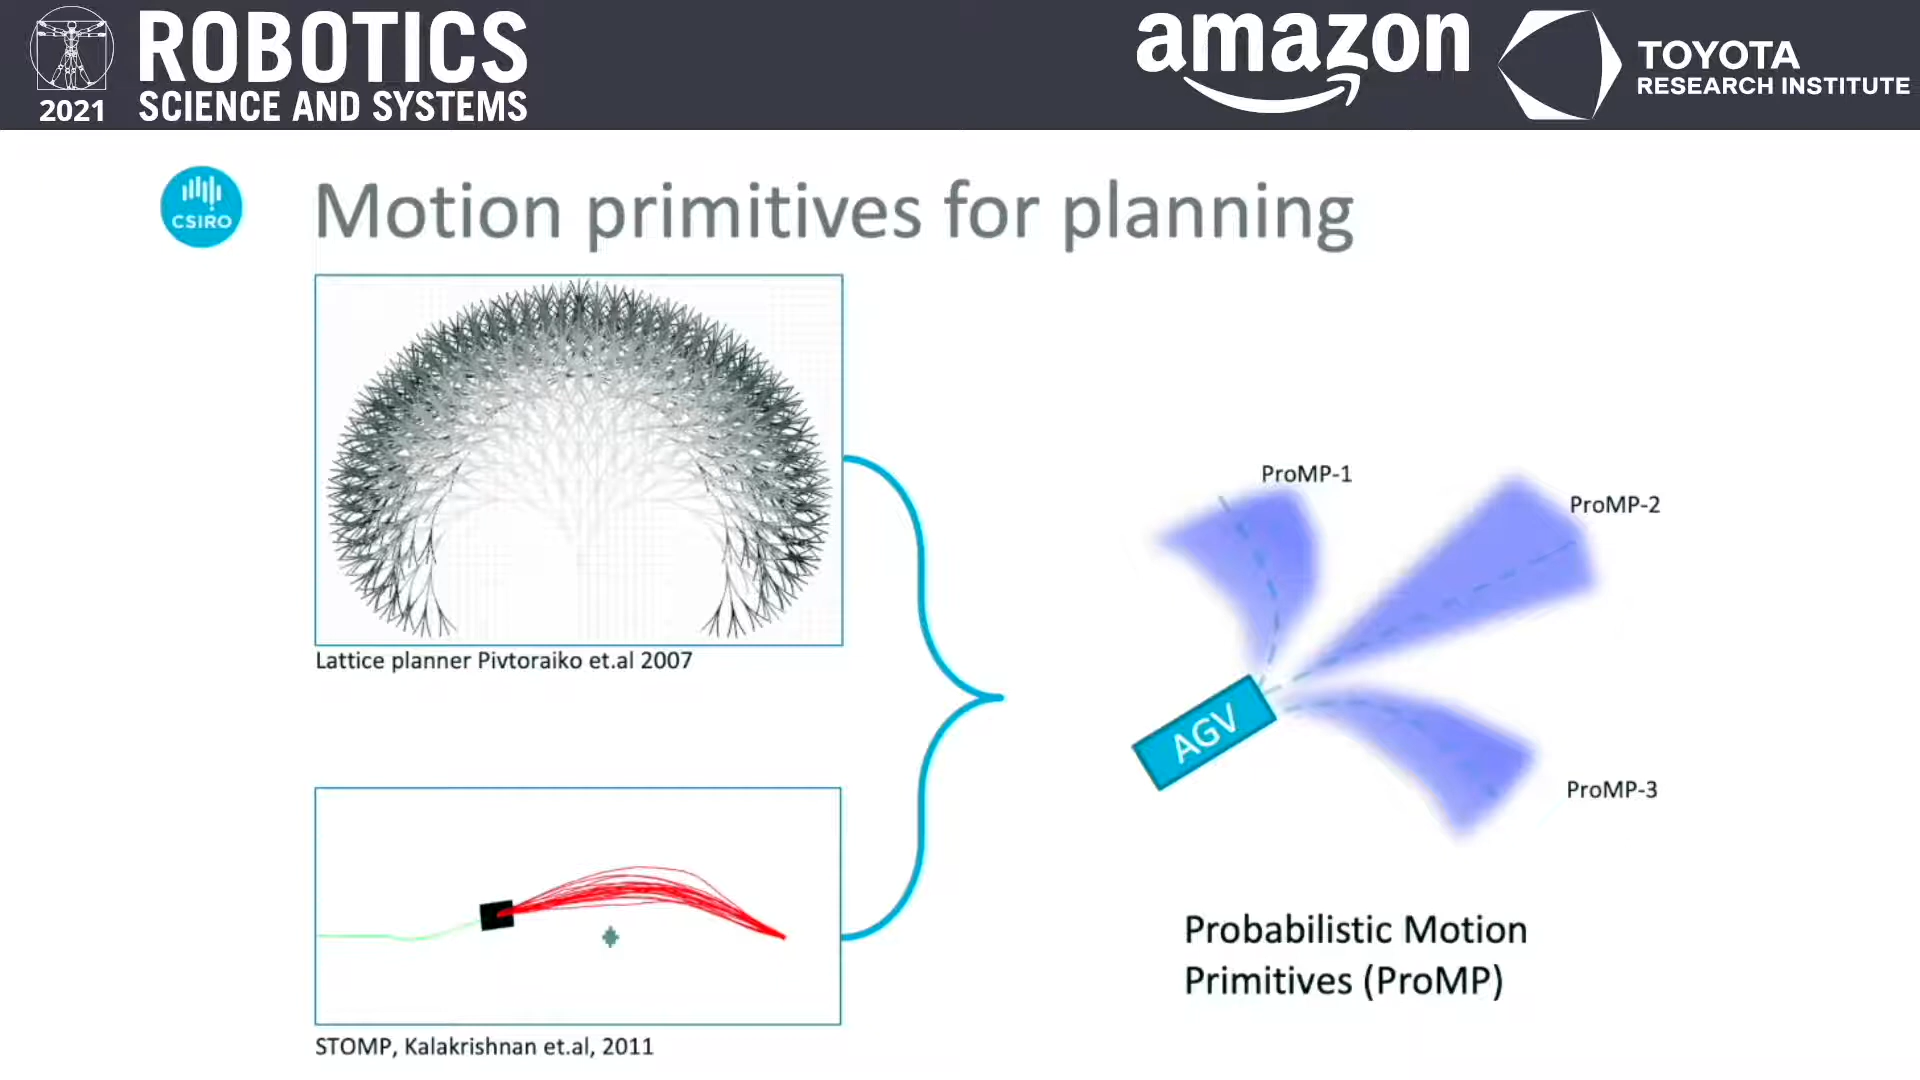 ROBOTICS
SCIENCE AND SYSTEMS
2021
amazon
TOYOTA
RESEARCH INSTITUTE
CSIRO
Motion primitives for planning
Lattice planner Pivtoraiko et.al 2007
STOMP, Kalakrishnan et.al, 2011
ProMP-1
ProMP-2
AGV
ProMP-3
Probabilistic Motion
Primitives (ProMP)